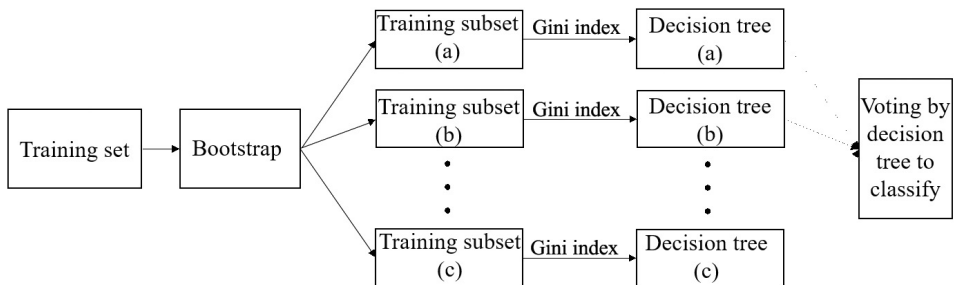 Training set
Bootstrap
Training subset
(a)
Gini index
Decision tree
(a)
Training subset
(b)
Gini index
Decision tree
(b)
Training subset
(c)
Gini index
Decision tree
(c)
Voting by
decision
tree to
classify